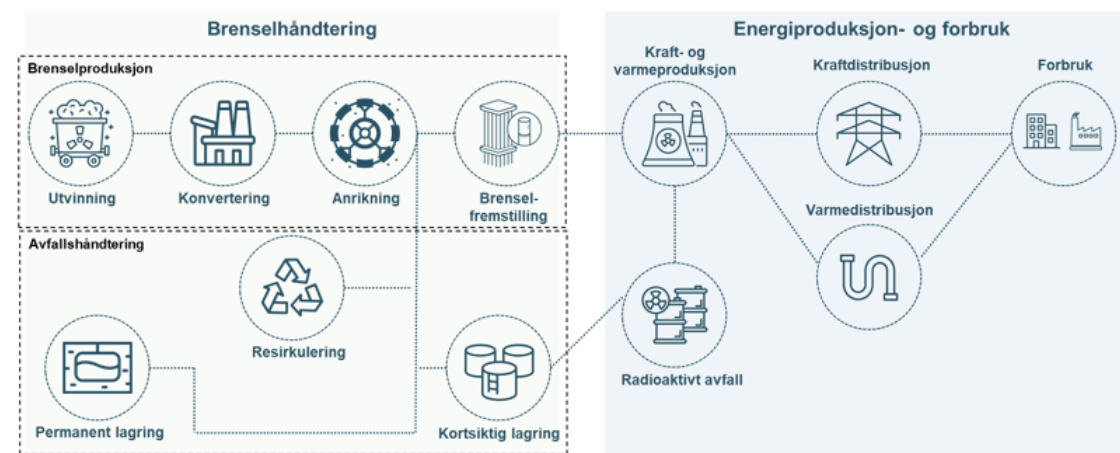 Brenselhåndtering
Energiproduksjon- og forbruk
Brenselproduksjon
Utvinning
Konvertering
Anrikning
Brensel-
fremstilling
Kraft- og
varmeproduksjon
Kraftdistribusjon
Forbruk
Varmedistribusjon
Avfallshåndtering
Resirkulering
Permanent lagring
Kortsiktig lagring
Radioaktivt avfall